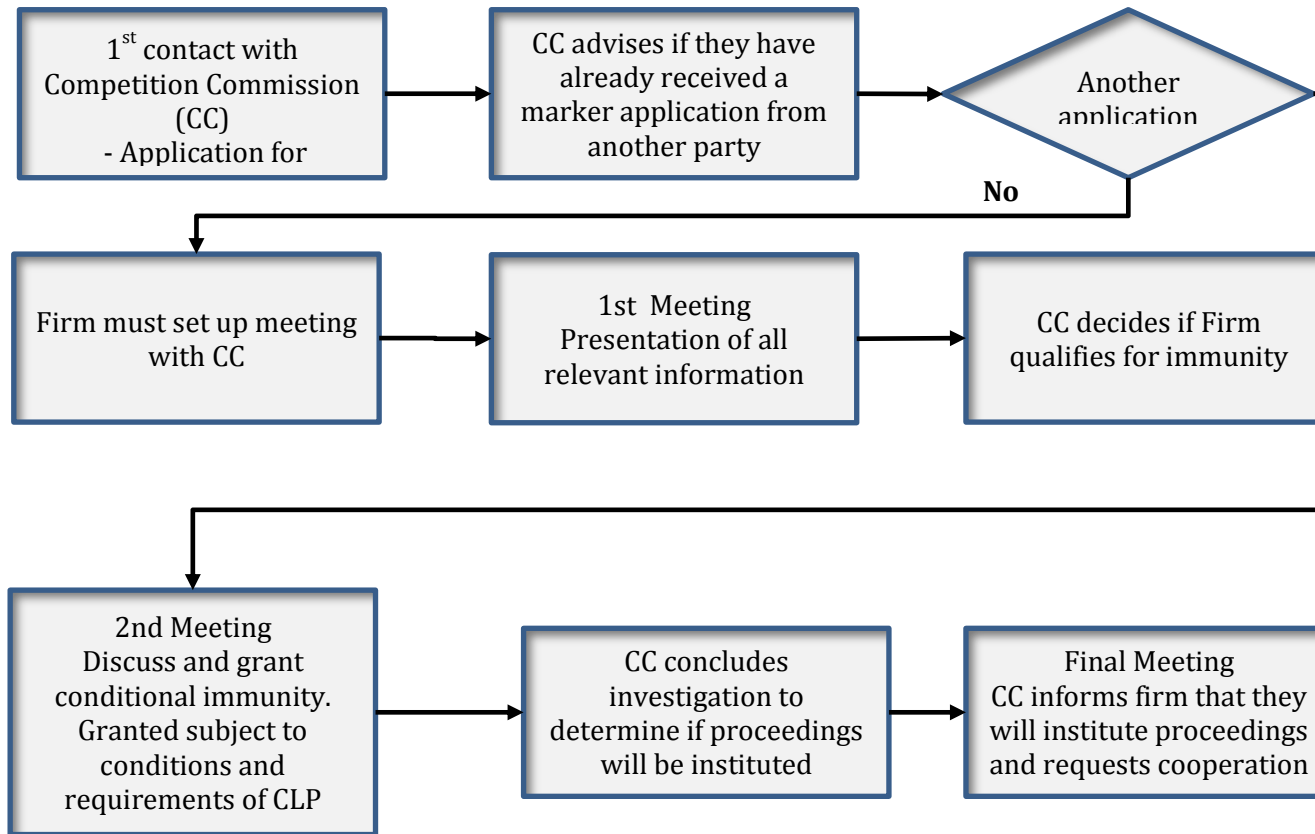 1st contact with
Competition Commission
(CC)
- Application for
CC advises if they have
already received a
marker application from
another party
Another
application
No
Firm must set up meeting
with CC
1st Meeting
Presentation of all
relevant information
CC decides if Firm
qualifies for immunity
2nd Meeting
Discuss and grant
conditional immunity.
Granted subject to
conditions and
requirements of CLP
CC concludes
investigation to
determine if proceedings
will be instituted
Final Meeting
CC informs firm that they
will institute proceedings
and requests cooperation